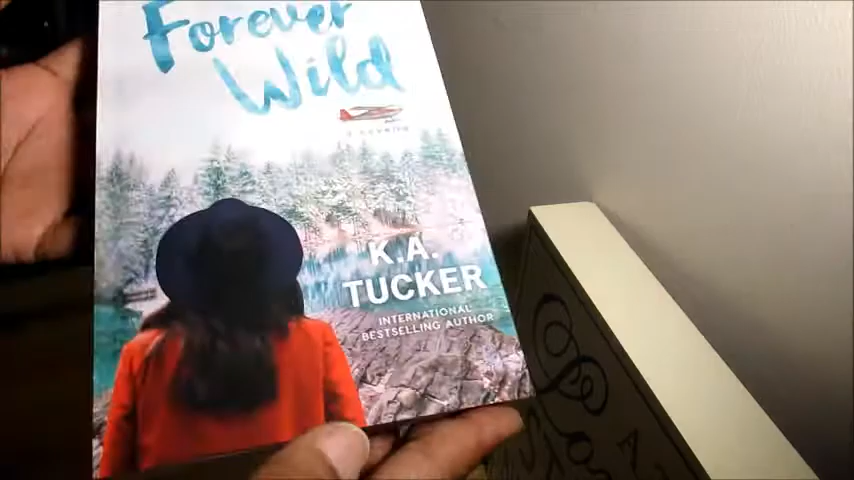 Forever
Wild
K.A.
TUCKER
INTERNATIONAL
BESTSELLING AUTHOR